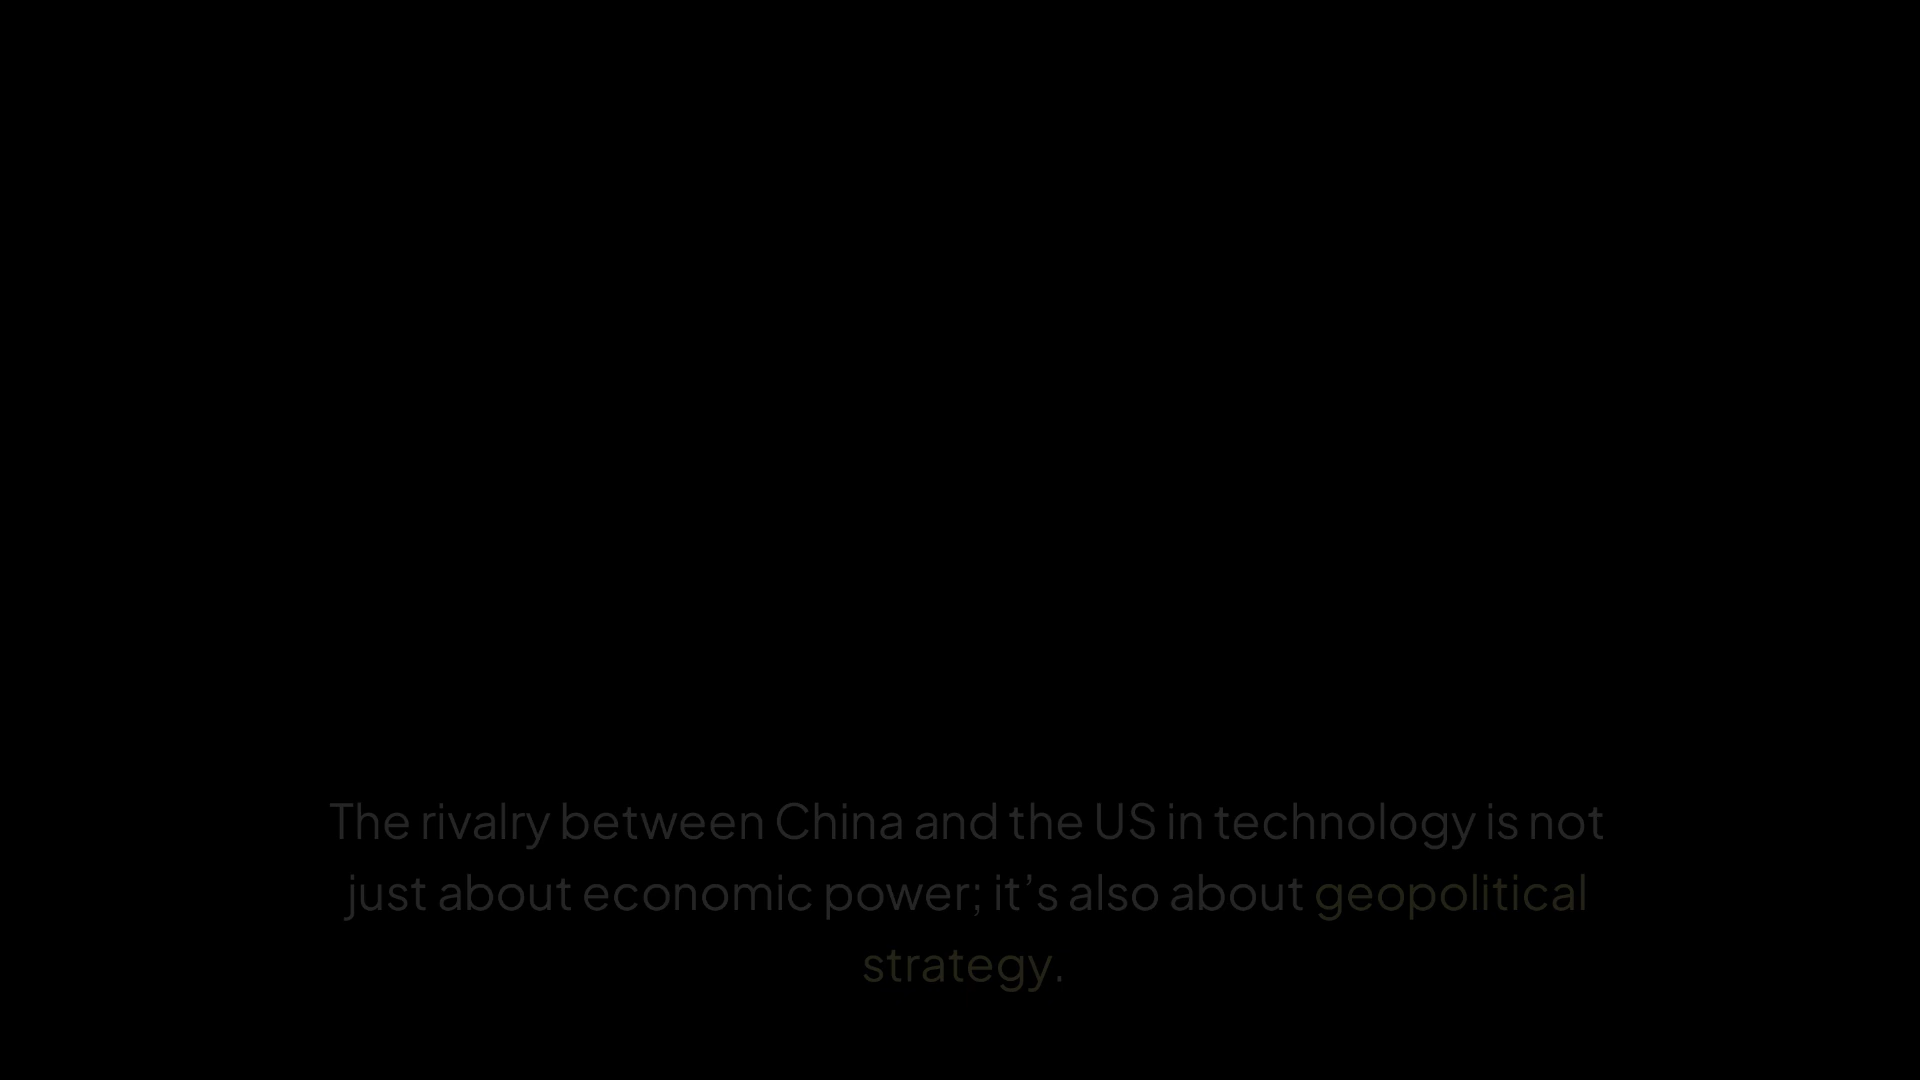 The rivalry between China and the US in technology is not
just about economic power; it’s also about geopolitical
strategy.